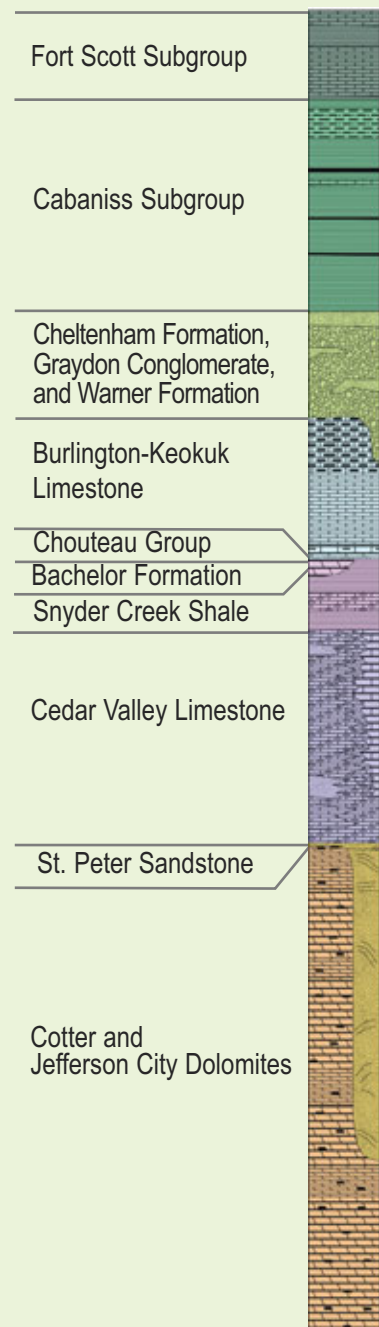 Fort Scott Subgroup
Cabaniss Subgroup
Cheltenham Formation,
Graydon Conglomerate,
and Warner Formation
Burlington-Keokuk
Limestone
Chouteau Group
Bachelor Formation
Snyder Creek Shale
Cedar Valley Limestone
St. Peter Sandstone
Cotter and
Jefferson City Dolomites